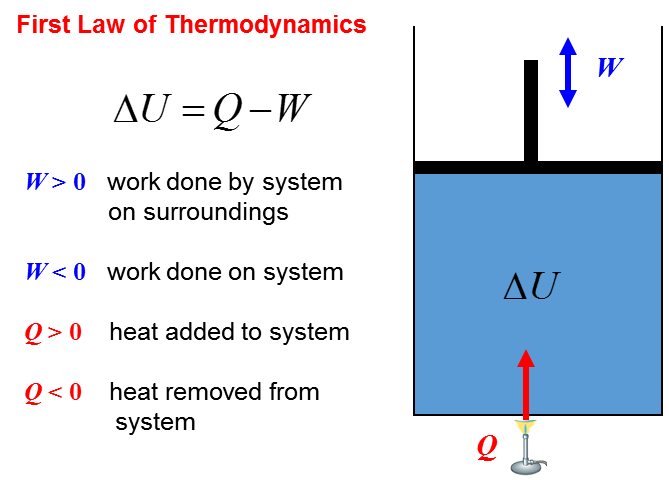 First Law of Thermodynamics
ΔU = Q – W
W > 0 work done by system
on surroundings
W < 0 work done on system
Q > 0 heat added to system
Q < 0 heat removed from
system
W
ΔU
Q